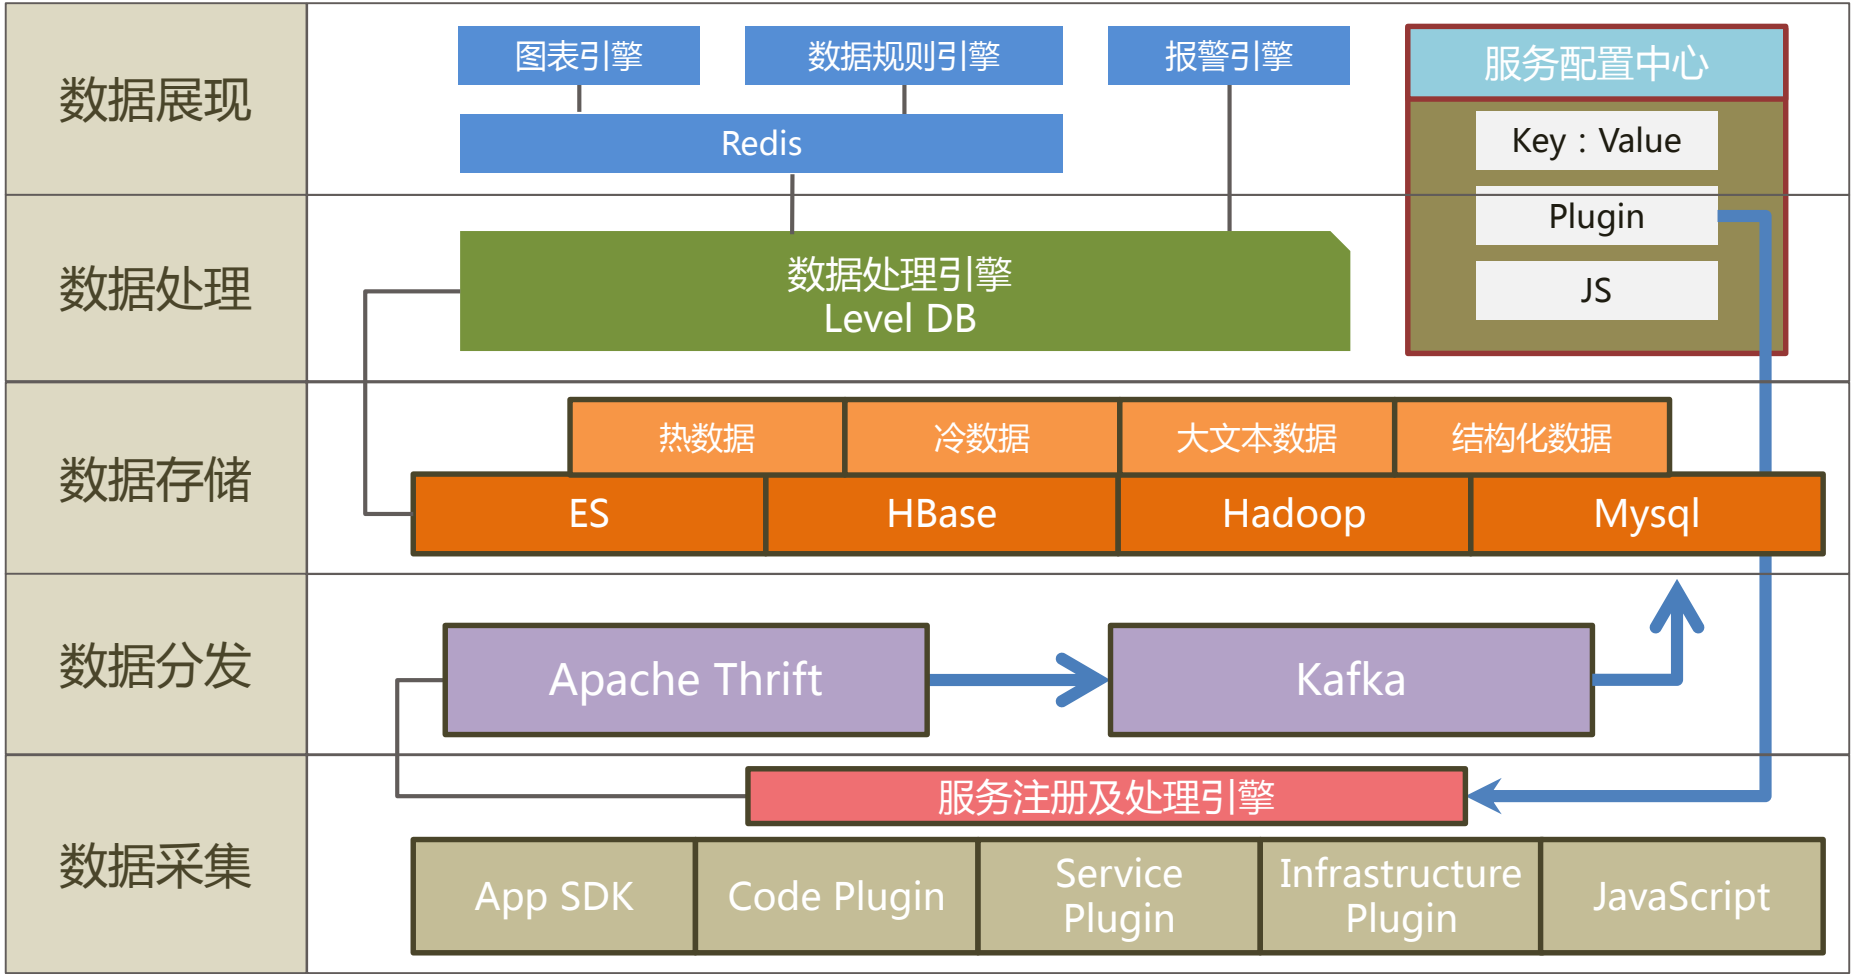 数据展现
图表引擎
数据规则引擎
报警引擎
服务配置中心
Redis
Key：Value
Plugin
JS
数据处理
数据处理引擎
Level DB
数据存储
热数据
冷数据
大文本数据
结构化数据
ES
HBase
Hadoop
Mysql
数据分发
Apache Thrift
Kafka
数据采集
服务注册及处理引擎
App SDK
Code Plugin
Service
Plugin
Infrastructure
Plugin
JavaScript